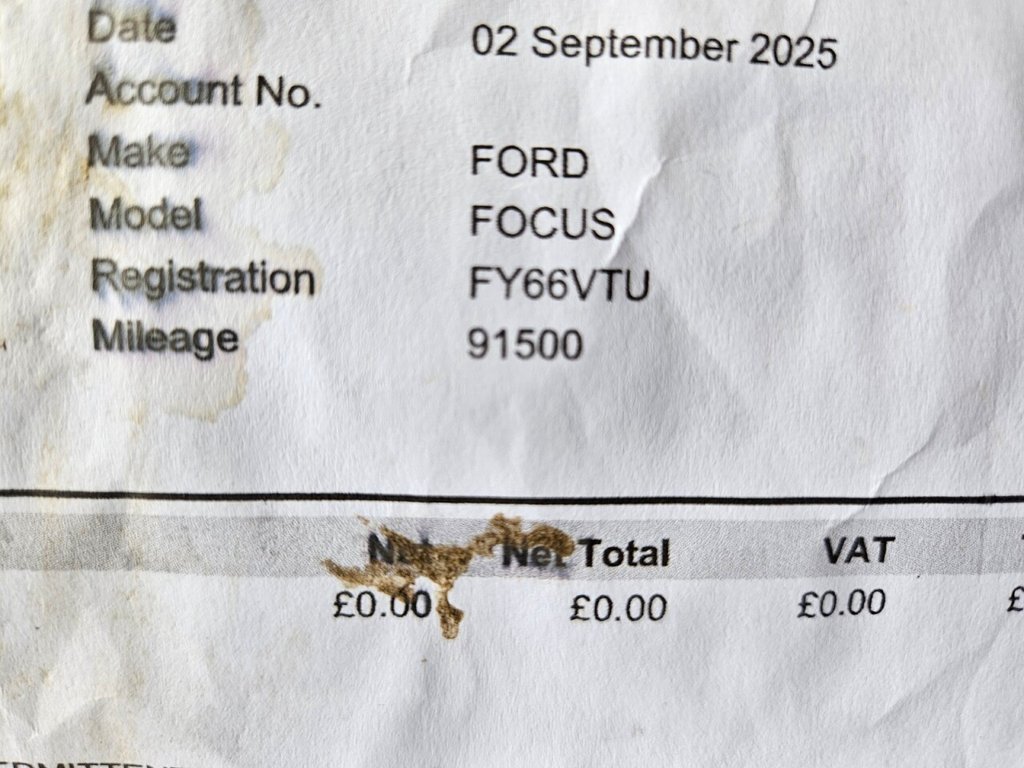 Date 02 September 2025
Account No.
Make FORD
Model FOCUS
Registration FY66VTU
Mileage 91500
Net Net Total VAT
£0.00 £0.00 £0.00 £